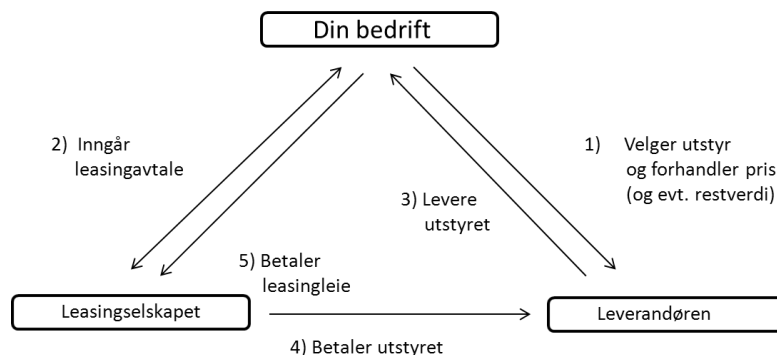 Din bedrift
2) Inngår
leasingavtale
1) Velger utstyr
og forhandler pris
(og evt. restverdi)
3) Levere
utstyret
5) Betaler
leasingleie
Leasingselskapet
Leverandøren
4) Betaler utstyret